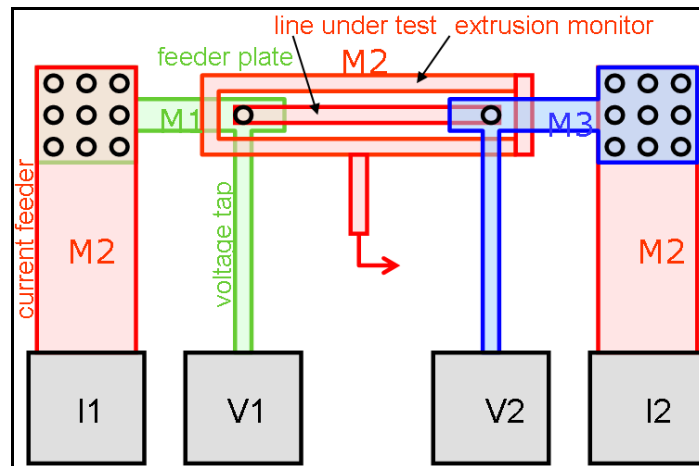 line under test extrusion monitor
feeder plate
M2
M1
M3
current feeder
voltage tap
M2
M2
I1
V1
V2
I2